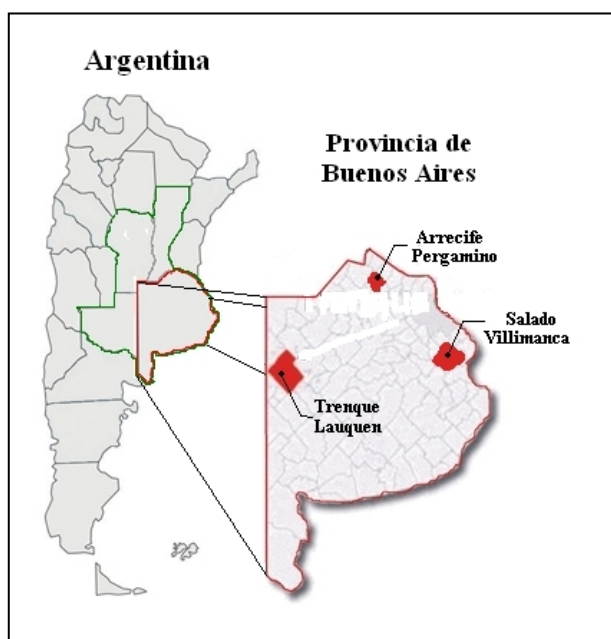 Argentina
Provincia de
Buenos Aires
Arrecife
Pergamino
Salado
Villimanca
Trenque
Lauquen